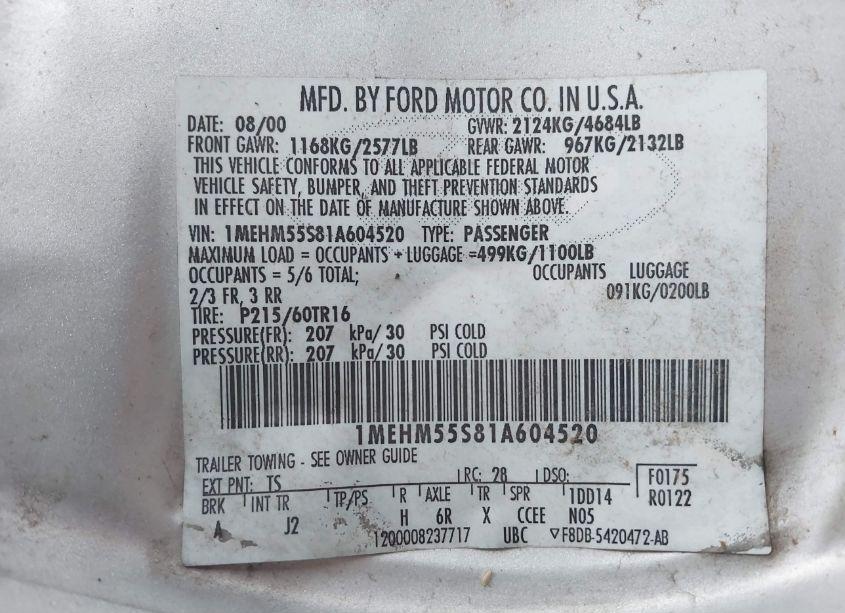 MFD. BY FORD MOTOR CO. IN U.S.A.
DATE: 08/00 GVWR: 2124KG/4684LB
FRONT GAWR: 1168KG/2577LB REAR GAWR: 967KG/2132LB
THIS VEHICLE CONFORMS TO ALL APPLICABLE FEDERAL MOTOR
VEHICLE SAFETY, BUMPER, AND THEFT PREVENTION STANDARDS
IN EFFECT ON THE DATE OF MANUFACTURE SHOWN ABOVE.
VIN: 1MEHM55S81A604520 TYPE: PASSENGER
MAXIMUM LOAD = OCCUPANTS + LUGGAGE =499KG/1100LB
OCCUPANTS = 5/6 TOTAL; OCCUPANTS LUGGAGE
2/3 FR, 3 RR 091KG/0200LB
TIRE: P215/60TR16
PRESSURE(FR): 207 kPa/30 PSI COLD
PRESSURE(RR): 207 kPa/30 PSI COLD
1MEHM55S81A604520
TRAILER TOWING - SEE OWNER GUIDE
EXT PNT: TS RC: 28 DSO: F0175
BRK INT TR TP/PS R AXLE TR SPR 1DD14 R0122
A J2 H 6R X CCEE N05
1200008237717 UBC ▽F8DB-5420472-AB